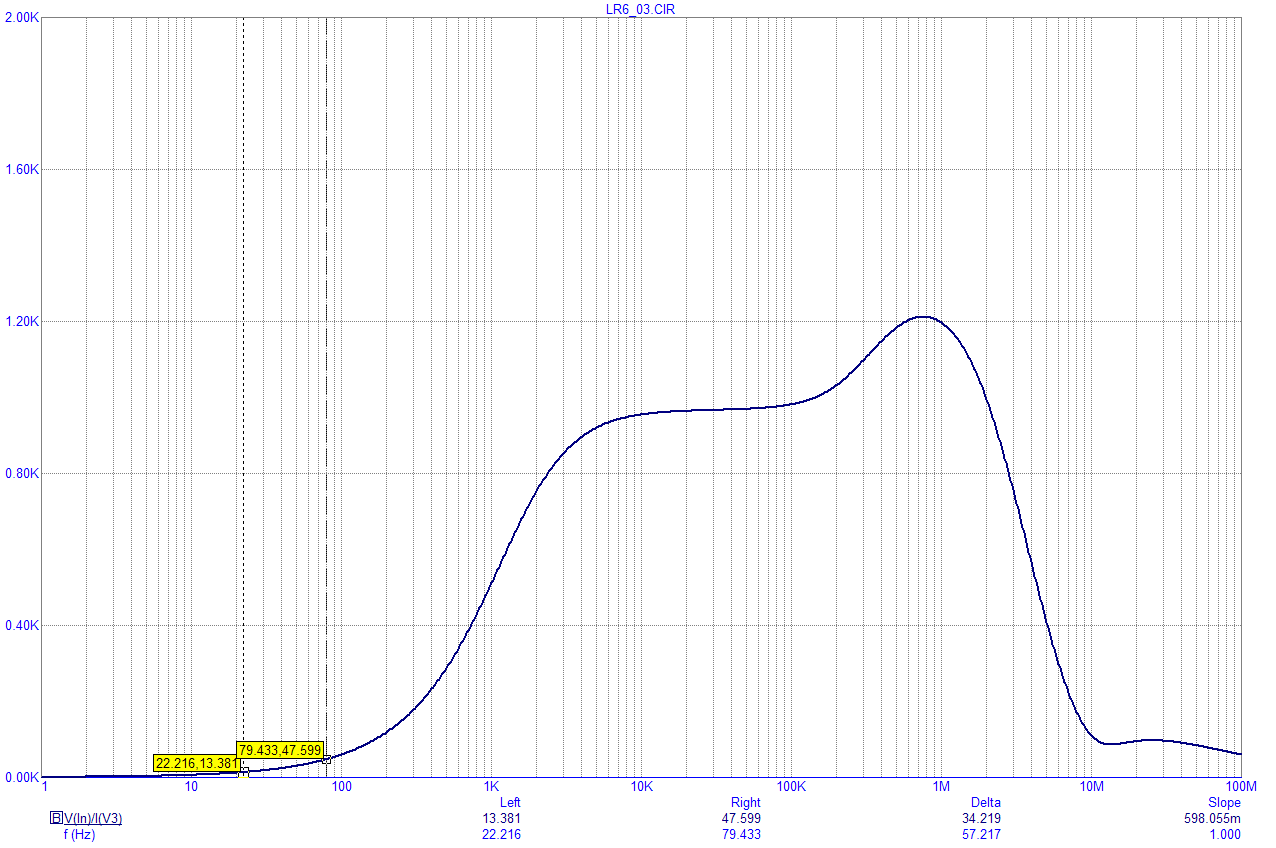 LR6_03.CIR
2.00K
1.60K
1.20K
0.80K
0.40K
0.00K
79.433,47.599
22.216,13.381
1 10 100 1K 10K 100K 1M 10M 100M
Left Right Delta Slope
B V(In)/I(V3) 13.381 47.599 34.219 598.055m
f (Hz) 22.216 79.433 57.217 1.000